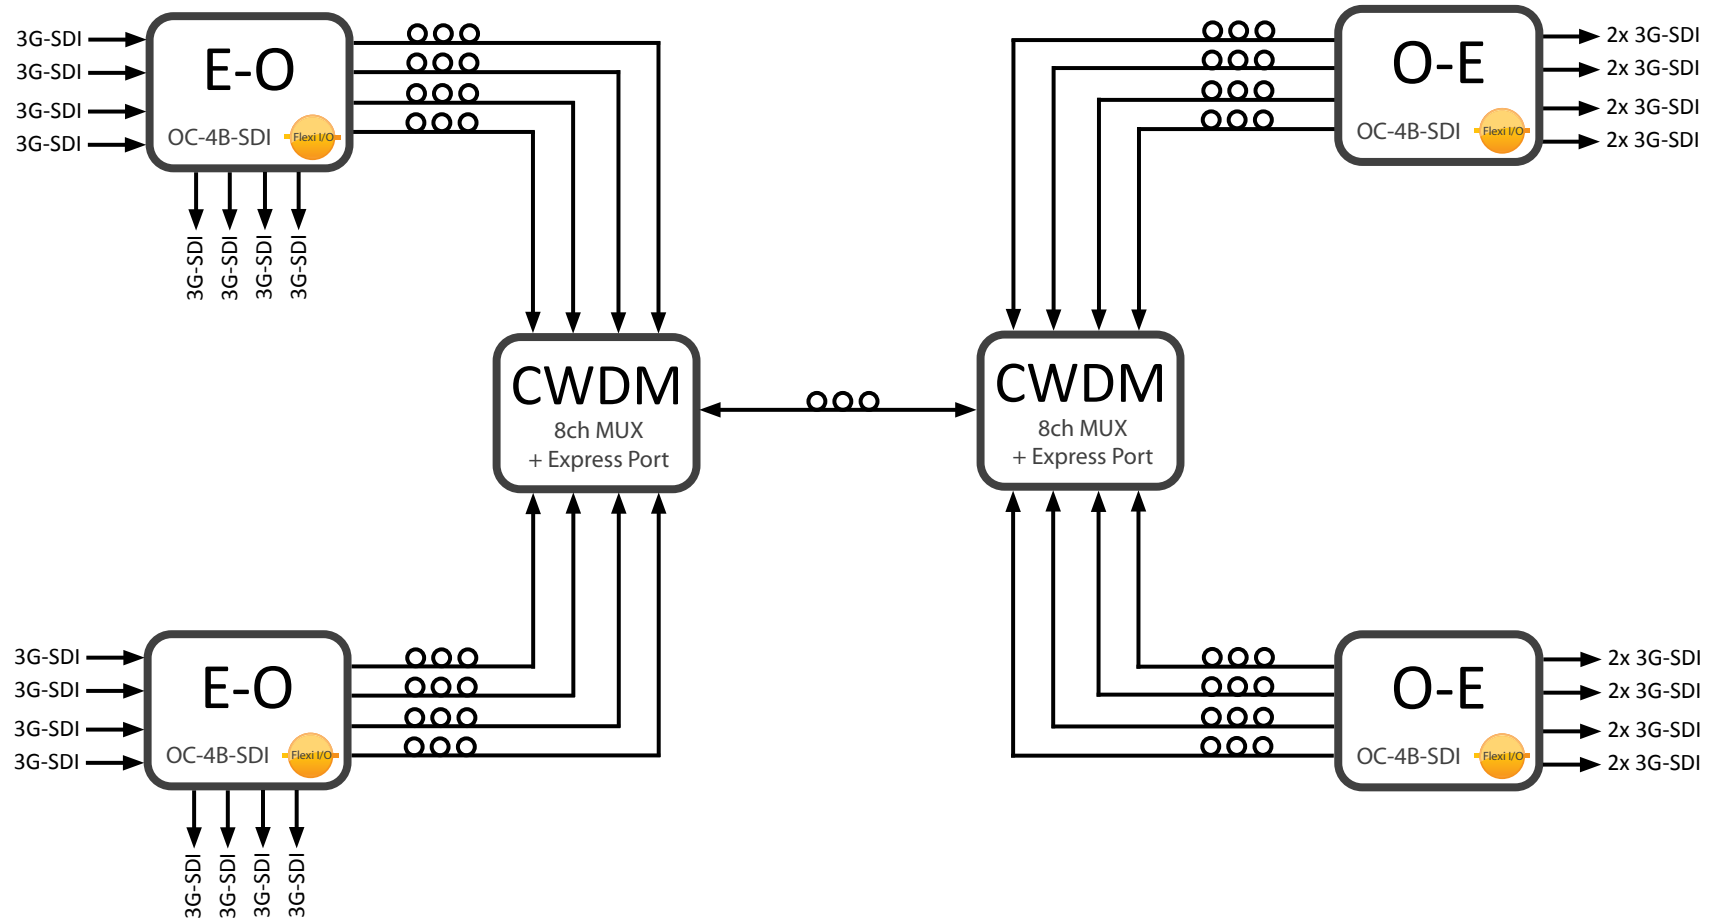 3G-SDI
3G-SDI
3G-SDI
3G-SDI
E-O
OC-4B-SDI
Flexi I/O
3G-SDI
3G-SDI
3G-SDI
3G-SDI
O-E
OC-4B-SDI
Flexi I/O
2x 3G-SDI
2x 3G-SDI
2x 3G-SDI
2x 3G-SDI
CWDM
8ch MUX
+ Express Port
CWDM
8ch MUX
+ Express Port
3G-SDI
3G-SDI
3G-SDI
3G-SDI
E-O
OC-4B-SDI
Flexi I/O
3G-SDI
3G-SDI
3G-SDI
3G-SDI
O-E
OC-4B-SDI
Flexi I/O
2x 3G-SDI
2x 3G-SDI
2x 3G-SDI
2x 3G-SDI